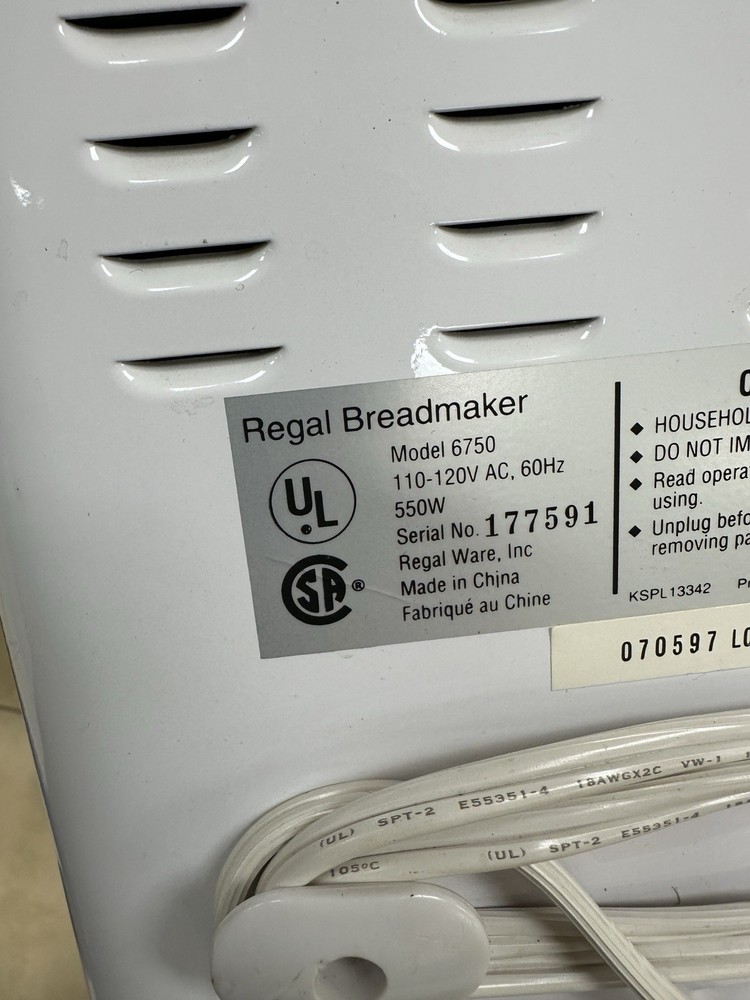 Regal Breadmaker
UL
SA®
Model 6750
110-120V AC, 60Hz
550W
Serial No. 177591
Regal Ware, Inc
Made in China
Fabriqué au Chine
◆ HOUSEHOL
◆ DO NOT IM
◆ Read opera
using.
◆ Unplug befo
removing pa
KSPL13342 P
070597 LO
(UL) SPT-2 E55351-4 18AWGX2C VW-1
105°C (UL) SPT-2 E55351-4